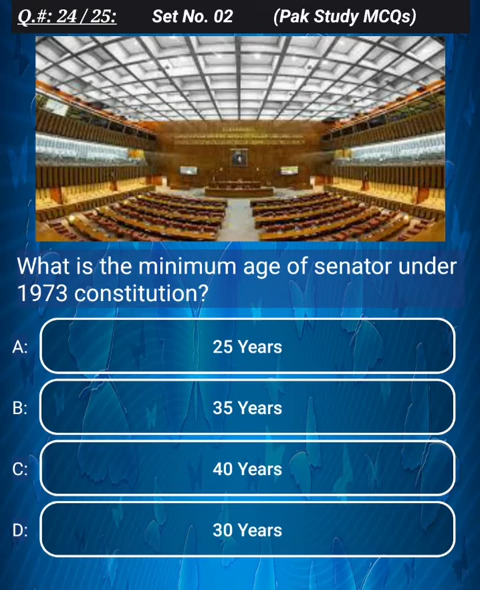 Q.#: 24 / 25: Set No. 02 (Pak Study MCQs)
What is the minimum age of senator under
1973 constitution?
A: 25 Years
B: 35 Years
C: 40 Years
D: 30 Years